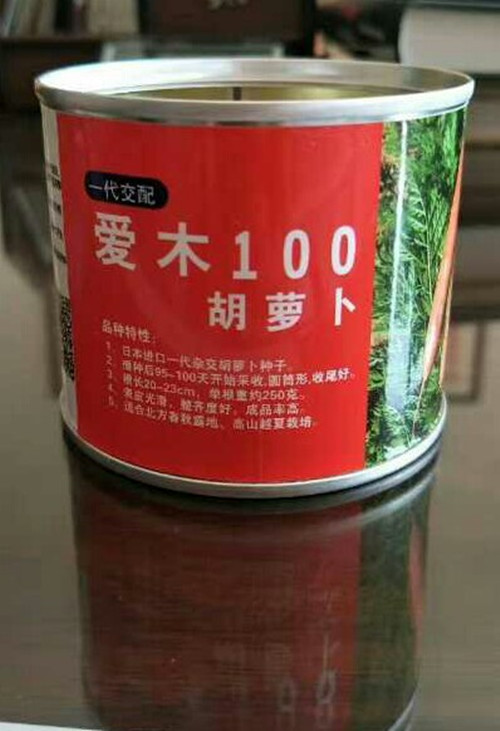 一代交配
爱木100
胡萝卜
品种特性:
1、日本进口一代杂交胡萝卜种子。
2、播种后95-100天开始采收,圆筒形,收尾好。
3、根长20-23cm,单根重约250克。
4、表皮光滑,整齐度好,成品率高。
5、适合北方春秋露地、高山越夏栽培。